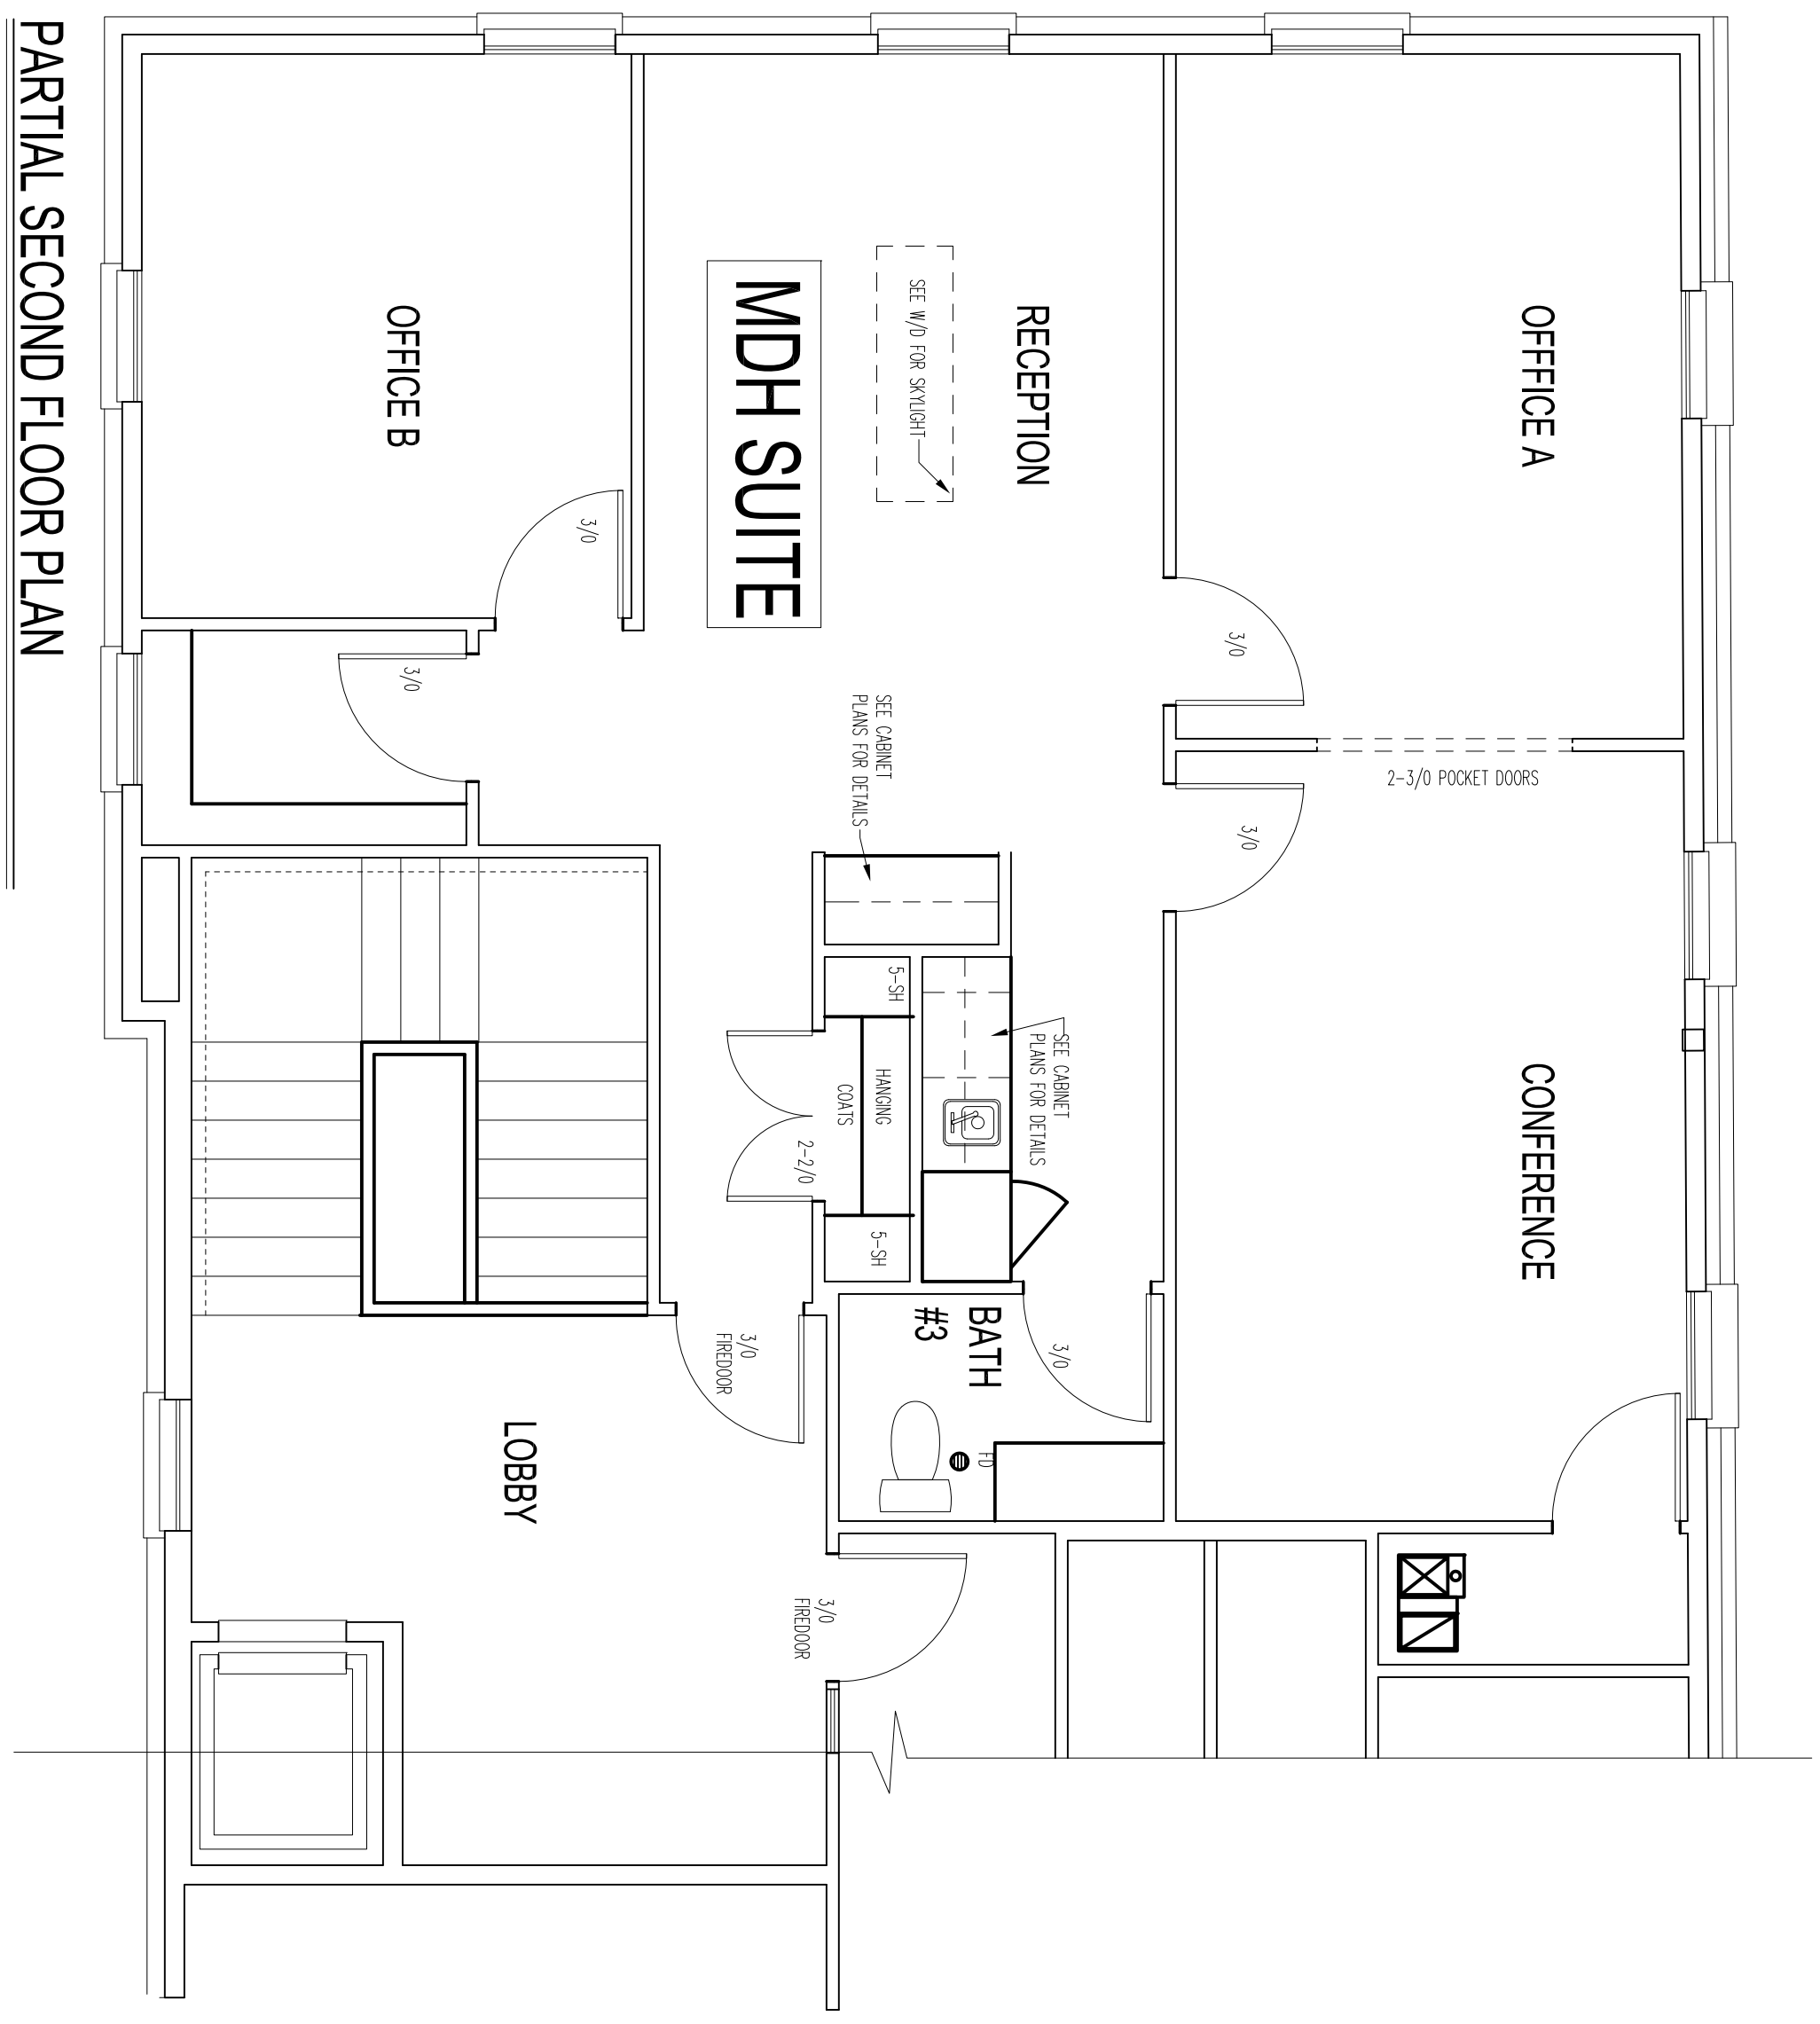 OFFICE A
CONFERENCE
2-3/0 POCKET DOORS
3/0
3/0
RECEPTION
SEE W/D FOR SKYLIGHT
MIDH SUITE
SEE CABINET
PLANS FOR DETAILS
SEE CABINET
PLANS FOR DETAILS
5-SH
HANGING
COATS
5-SH
2-2/0
3/0
BATH
#3
FD
3/0
FIREDOOR
3/0
FIREDOOR
LOBBY
OFFICE B
3/0
3/0
PARTIAL SECOND FLOOR PLAN